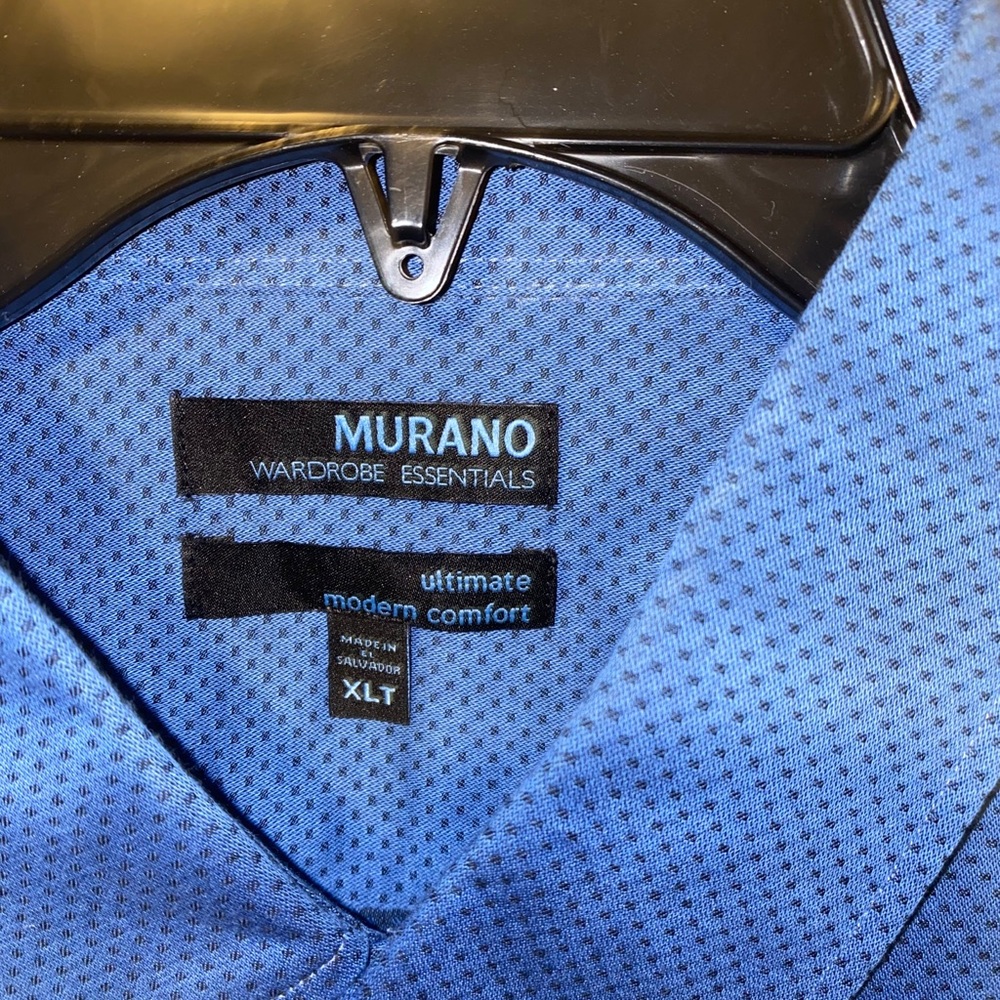 MURANO
WARDROBE ESSENTIALS
ultimate
modern comfort
MADE IN
EL
SALVADOR
XLT